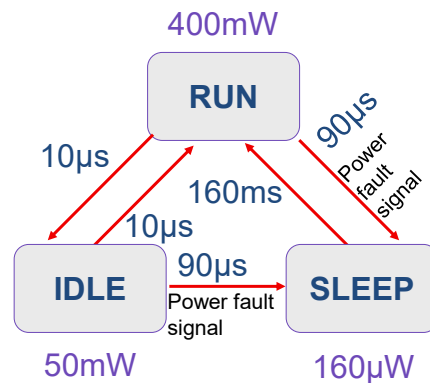 400mW
RUN
10µs
90µs
Power
fault
signal
10µs
160ms
IDLE
90µs
SLEEP
Power fault
signal
50mW
160µW